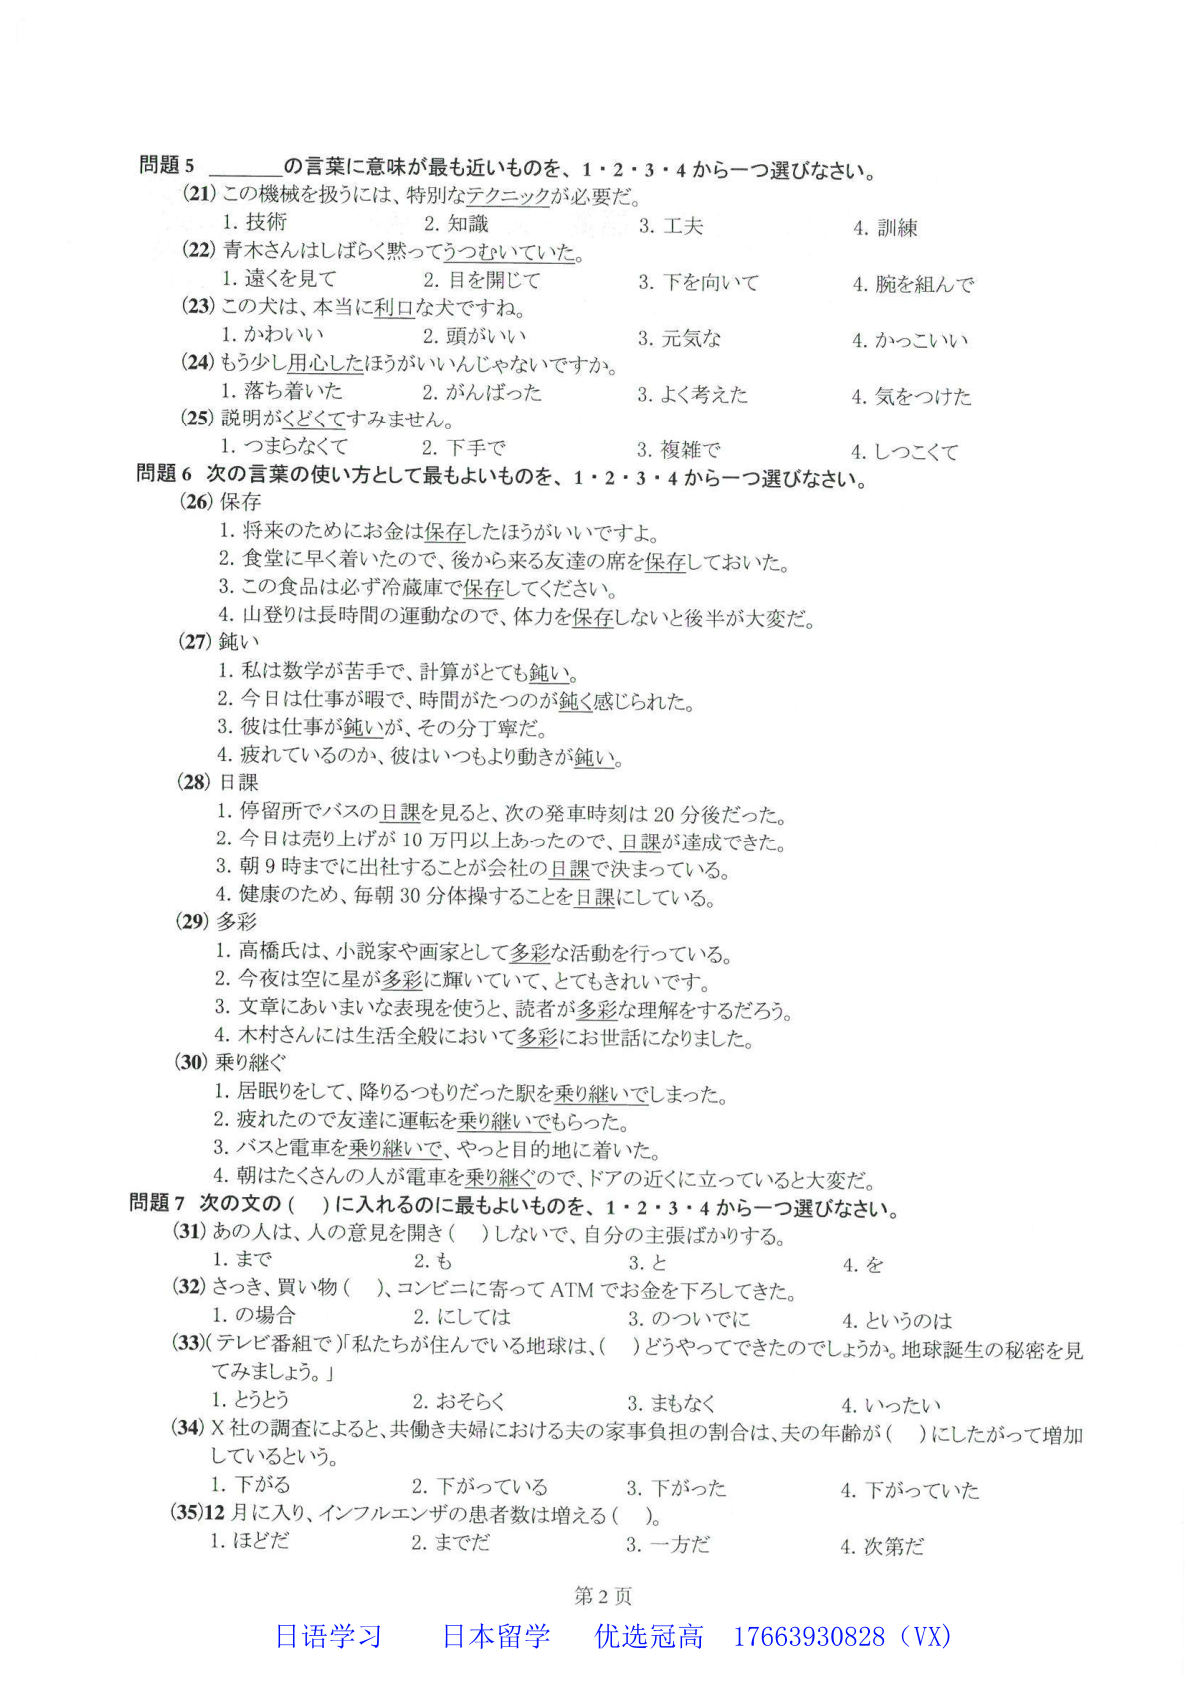 問題5 ＿＿＿の言葉に意味が最も近いものを、1・2・3・4から一つ選びなさい。
(21) この機械を扱うには、特別なテクニックが必要だ。
1. 技術 2. 知識 3. 工夫 4. 訓練
(22) 青木さんはしばらく黙ってうつむいていた。
1. 遠くを見て 2. 目を閉じて 3. 下を向いて 4. 腕を組んで
(23) この犬は、本当に利口な犬ですね。
1. かわいい 2. 頭がいい 3. 元気な 4. かっこいい
(24) もう少し用心したほうがいいんじゃないですか。
1. 落ち着いた 2. がんばった 3. よく考えた 4. 気をつけた
(25) 説明がくどくてすみません。
1. つまらなくて 2. 下手で 3. 複雑で 4. しつこくて
問題6 次の言葉の使い方として最もよいものを、1・2・3・4から一つ選びなさい。
(26) 保存
1. 将来のためにお金は保存したほうがいいですよ。
2. 食堂に早く着いたので、後から来る友達の席を保存しておいた。
3. この食品は必ず冷蔵庫で保存してください。
4. 山登りは長時間の運動なので、体力を保存しないと後半が大変だ。
(27) 鈍い
1. 私は数学が苦手で、計算がとても鈍い。
2. 今日は仕事が暇で、時間がたつのが鈍く感じられた。
3. 彼は仕事が鈍いが、その分丁寧だ。
4. 疲れているのか、彼はいつもより動きが鈍い。
(28) 日課
1. 停留所でバスの日課を見ると、次の発車時刻は20分後だった。
2. 今日は売り上げが10万円以上あったので、日課が達成できた。
3. 朝9時までに出社することが会社の日課で決まっている。
4. 健康のため、毎朝30分体操することを日課にしている。
(29) 多彩
1. 高橋氏は、小説家や画家として多彩な活動を行っている。
2. 今夜は空に星が多彩に輝いていて、とてもきれいです。
3. 文章にあいまいな表現を使うと、読者が多彩な理解をするだろう。
4. 木村さんには生活全般において多彩にお世話になりました。
(30) 乗り継ぐ
1. 居眠りをして、降りるつもりだった駅を乗り継いでしまった。
2. 疲れたので友達に運転を乗り継いでもらった。
3. バスと電車を乗り継いで、やっと目的地に着いた。
4. 朝はたくさんの人が電車を乗り継ぐので、ドアの近くに立っていると大変だ。
問題7 次の文の( )に入れるのに最もよいものを、1・2・3・4から一つ選びなさい。
(31) あの人は、人の意見を開き( )しないで、自分の主張ばかりする。
1. まで 2. も 3. と 4. を
(32) さっき、買い物( )、コンビニに寄ってATMでお金を下ろしてきた。
1. の場合 2. にしては 3. のついでに 4. というのは
(33)(テレビ番組で)「私たちが住んでいる地球は、( )どうやってできたのでしょうか。地球誕生の秘密を見
てみましょう。」
1. とうとう 2. おそらく 3. まもなく 4. いったい
(34) X社の調査によると、共働き夫婦における夫の家事負担の割合は、夫の年齢が( )にしたがって増加
しているという。
1. 下がる 2. 下がっている 3. 下がった 4. 下がっていた
(35)12月に入り、インフルエンザの患者数は増える( )。
1. ほどだ 2. までだ 3. 一方だ 4. 次第だ
第2页
日语学习 日本留学 优选冠高 17663930828（VX)